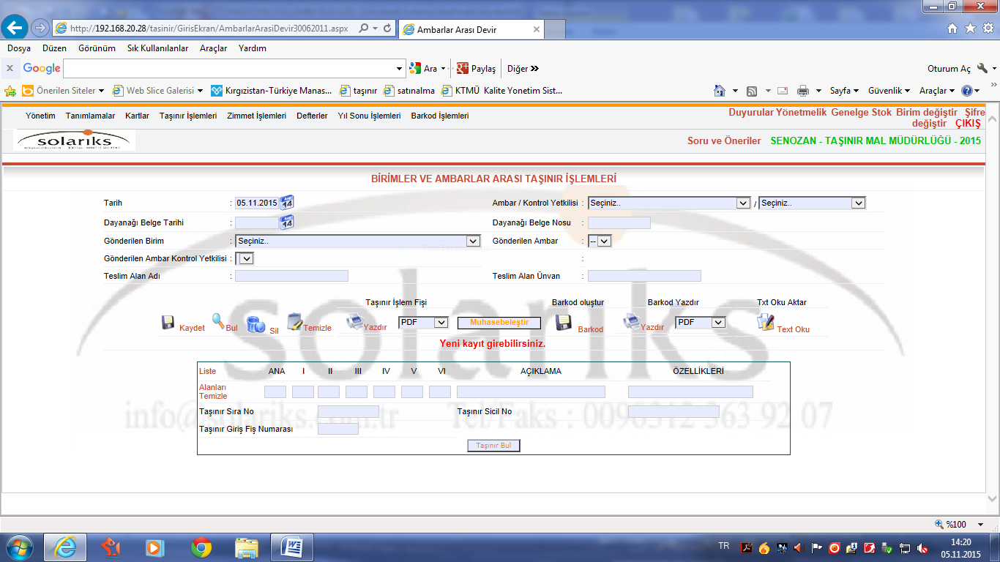 http://192.168.20.28/tasinir/GirisEkran/AmbarlarArasiDevir30062011.aspx
Ambarlar Arası Devir
Dosya Düzen Görünüm Sık Kullanılanlar Araçlar Yardım
x Google Ara Paylaş Diğer » Oturum Aç
Önerilen Siteler Web Slice Galerisi Kırgızistan-Türkiye Manas... taşınır satınalma KTMÜ Kalite Yonetim Sist... Sayfa Güvenlik Araçlar
Yönetim Tanımlamalar Kartlar Taşınır İşlemleri Zimmet İşlemleri Defterler Yıl Sonu İşlemleri Barkod İşlemleri
Duyurular Yönetmelik Genelge Stok Birim değiştir Şifre
değiştir ÇIKIŞ
solarıks
Soru ve Öneriler SENOZAN - TAŞINIR MAL MÜDÜRLÜĞÜ - 2015
BİRİMLER VE AMBARLAR ARASI TAŞINIR İŞLEMLERİ
Tarih : 05.11.2015 14 Ambar / Kontrol Yetkilisi : Seçiniz.. / Seçiniz..
Dayanağı Belge Tarihi : 14 Dayanağı Belge Nosu :
Gönderilen Birim : Seçiniz.. Gönderilen Ambar : --
Gönderilen Ambar Kontrol Yetkilisi : :
Teslim Alan Adı : Teslim Alan Ünvan :
solarıks
Taşınır İşlem Fişi Barkod oluştur Barkod Yazdır Txt Oku Aktar
Kaydet Bul Sil Temizle Yazdır PDF Muhasebeleştir Barkod Yazdır PDF Text Oku
Yeni kayıt girebilirsiniz.
Liste ANA I II III IV V VI AÇIKLAMA ÖZELLİKLERİ
Alanları
Temizle
info@solariks.com.tr Tel/Faks : 0090312 363 92 07
Taşınır Sıra No Taşınır Sicil No
Taşınır Giriş Fiş Numarası
Taşınır Bul
%100
TR 14:20
05.11.2015